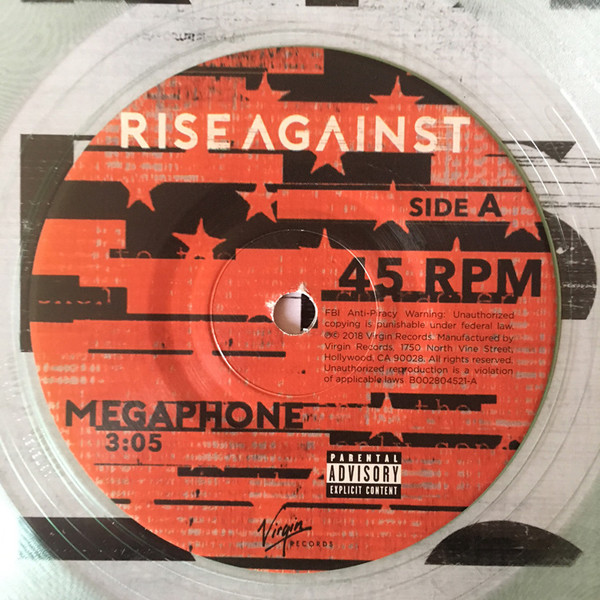 RISE AGAINST
SIDE A
45 RPM
FBI Anti-Piracy Warning: Unauthorized
copying is punishable under federal law.
℗© 2018 Virgin Records. Manufactured by
Virgin Records, 1750 North Vine Street,
Hollywood, CA 90028. All rights reserved.
Unauthorized reproduction is a violation
of applicable laws B002804521-A
MEGAPHONE
3:05
PARENTAL
ADVISORY
EXPLICIT CONTENT
Virgin
RECORDS